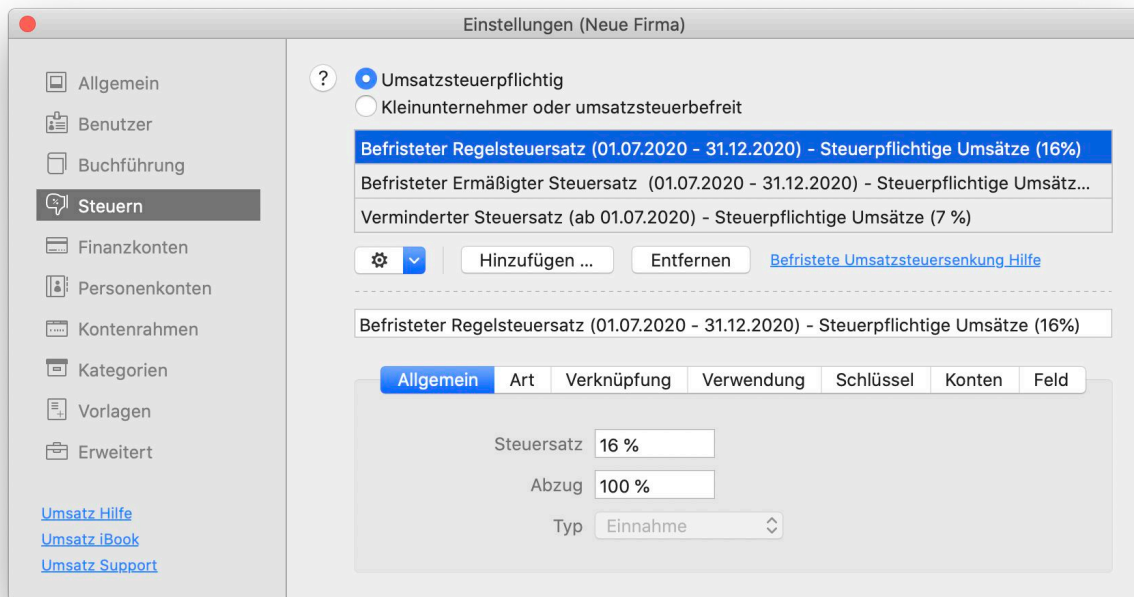 Einstellungen (Neue Firma)
Allgemein
Benutzer
Buchführung
Steuern
Finanzkonten
Personenkonten
Kontenrahmen
Kategorien
Vorlagen
Erweitert
Umsatz Hilfe
Umsatz iBook
Umsatz Support
?
Umsatzsteuerpflichtig
Kleinunternehmer oder umsatzsteuerbefreit
Befristeter Regelsteuersatz (01.07.2020 - 31.12.2020) - Steuerpflichtige Umsätze (16%)
Befristeter Ermäßigter Steuersatz (01.07.2020 - 31.12.2020) - Steuerpflichtige Umsätz...
Verminderter Steuersatz (ab 01.07.2020) - Steuerpflichtige Umsätze (7 %)
Hinzufügen ... Entfernen Befristete Umsatzsteuersenkung Hilfe
Befristeter Regelsteuersatz (01.07.2020 - 31.12.2020) - Steuerpflichtige Umsätze (16%)
Allgemein Art Verknüpfung Verwendung Schlüssel Konten Feld
Steuersatz 16 %
Abzug 100 %
Typ Einnahme